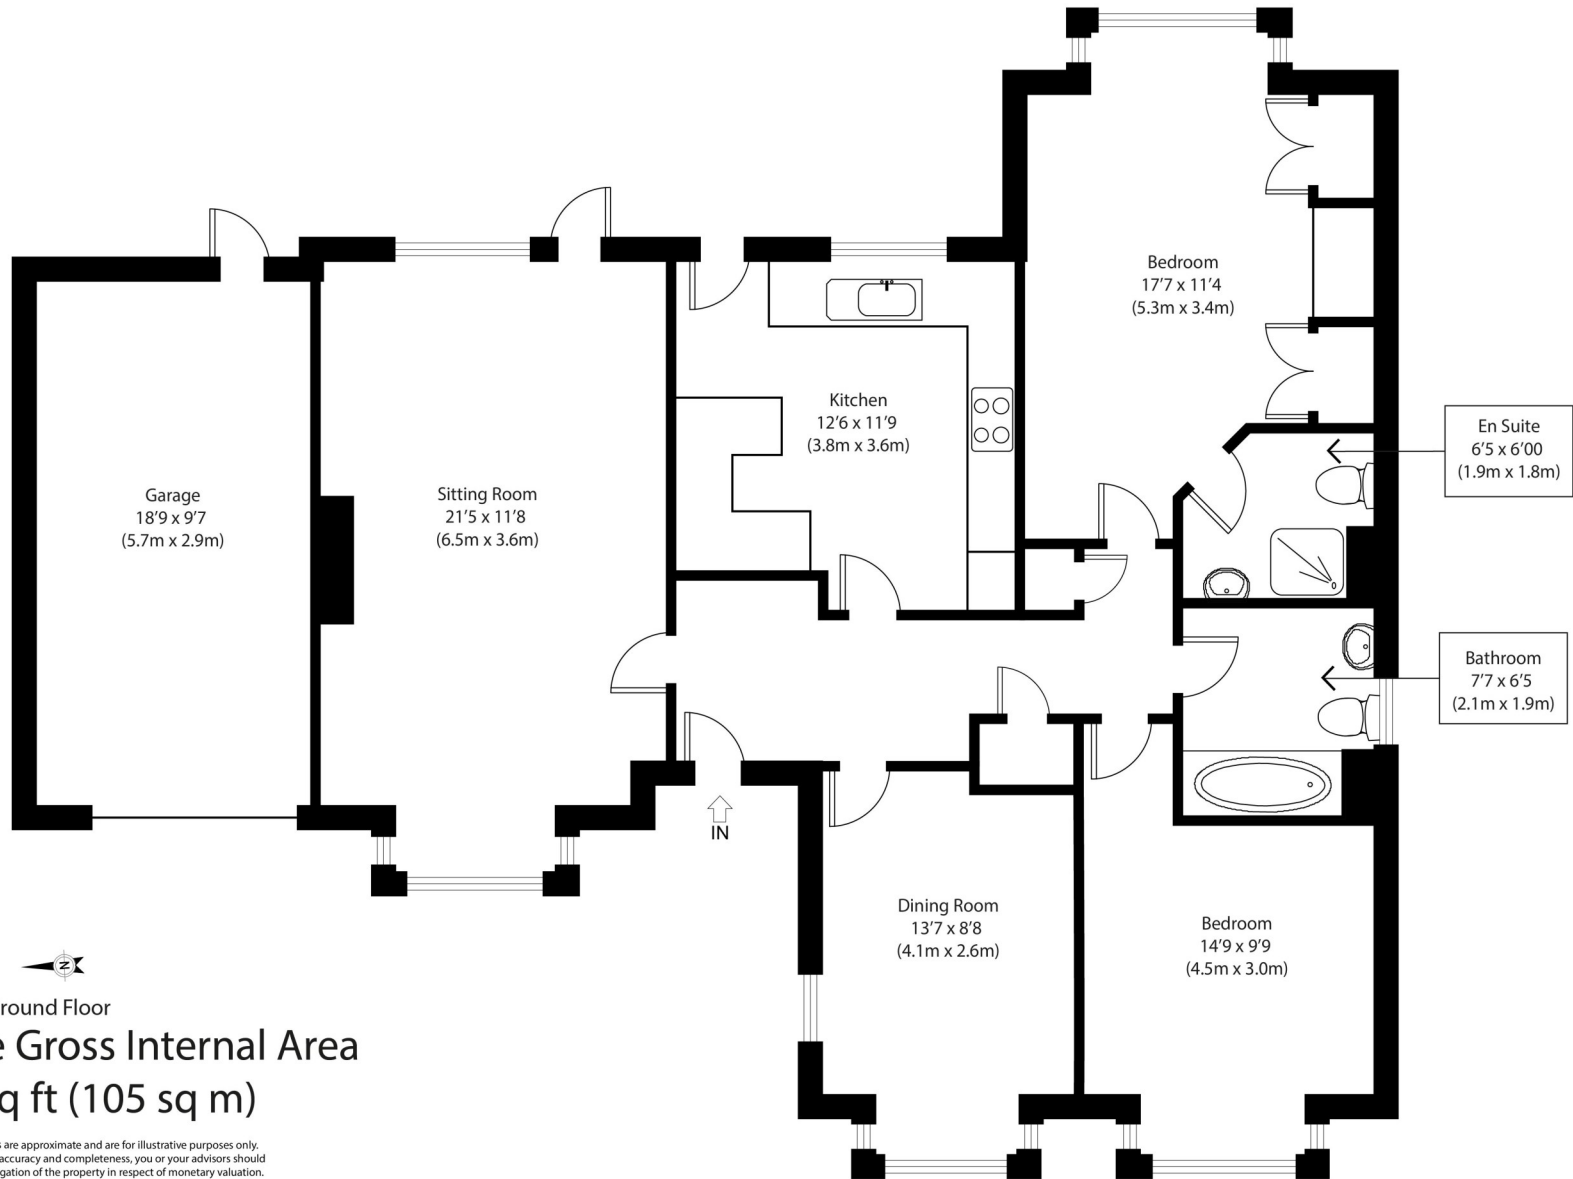 Bedroom
17'7 x 11'4
(5.3m x 3.4m)
Kitchen
12'6 x 11'9
(3.8m x 3.6m)
En Suite
6'5 x 6'00
(1.9m x 1.8m)
Garage
18'9 x 9'7
(5.7m x 2.9m)
Sitting Room
21'5 x 11'8
(6.5m x 3.6m)
Bathroom
7'7 x 6'5
(2.1m x 1.9m)
IN
Dining Room
13'7 x 8'8
(4.1m x 2.6m)
Bedroom
14'9 x 9'9
(4.5m x 3.0m)
N
round Floor
e Gross Internal Area
q ft (105 sq m)
s are approximate and are for illustrative purposes only.
accuracy and completeness, you or your advisors should
gation of the property in respect of monetary valuation.